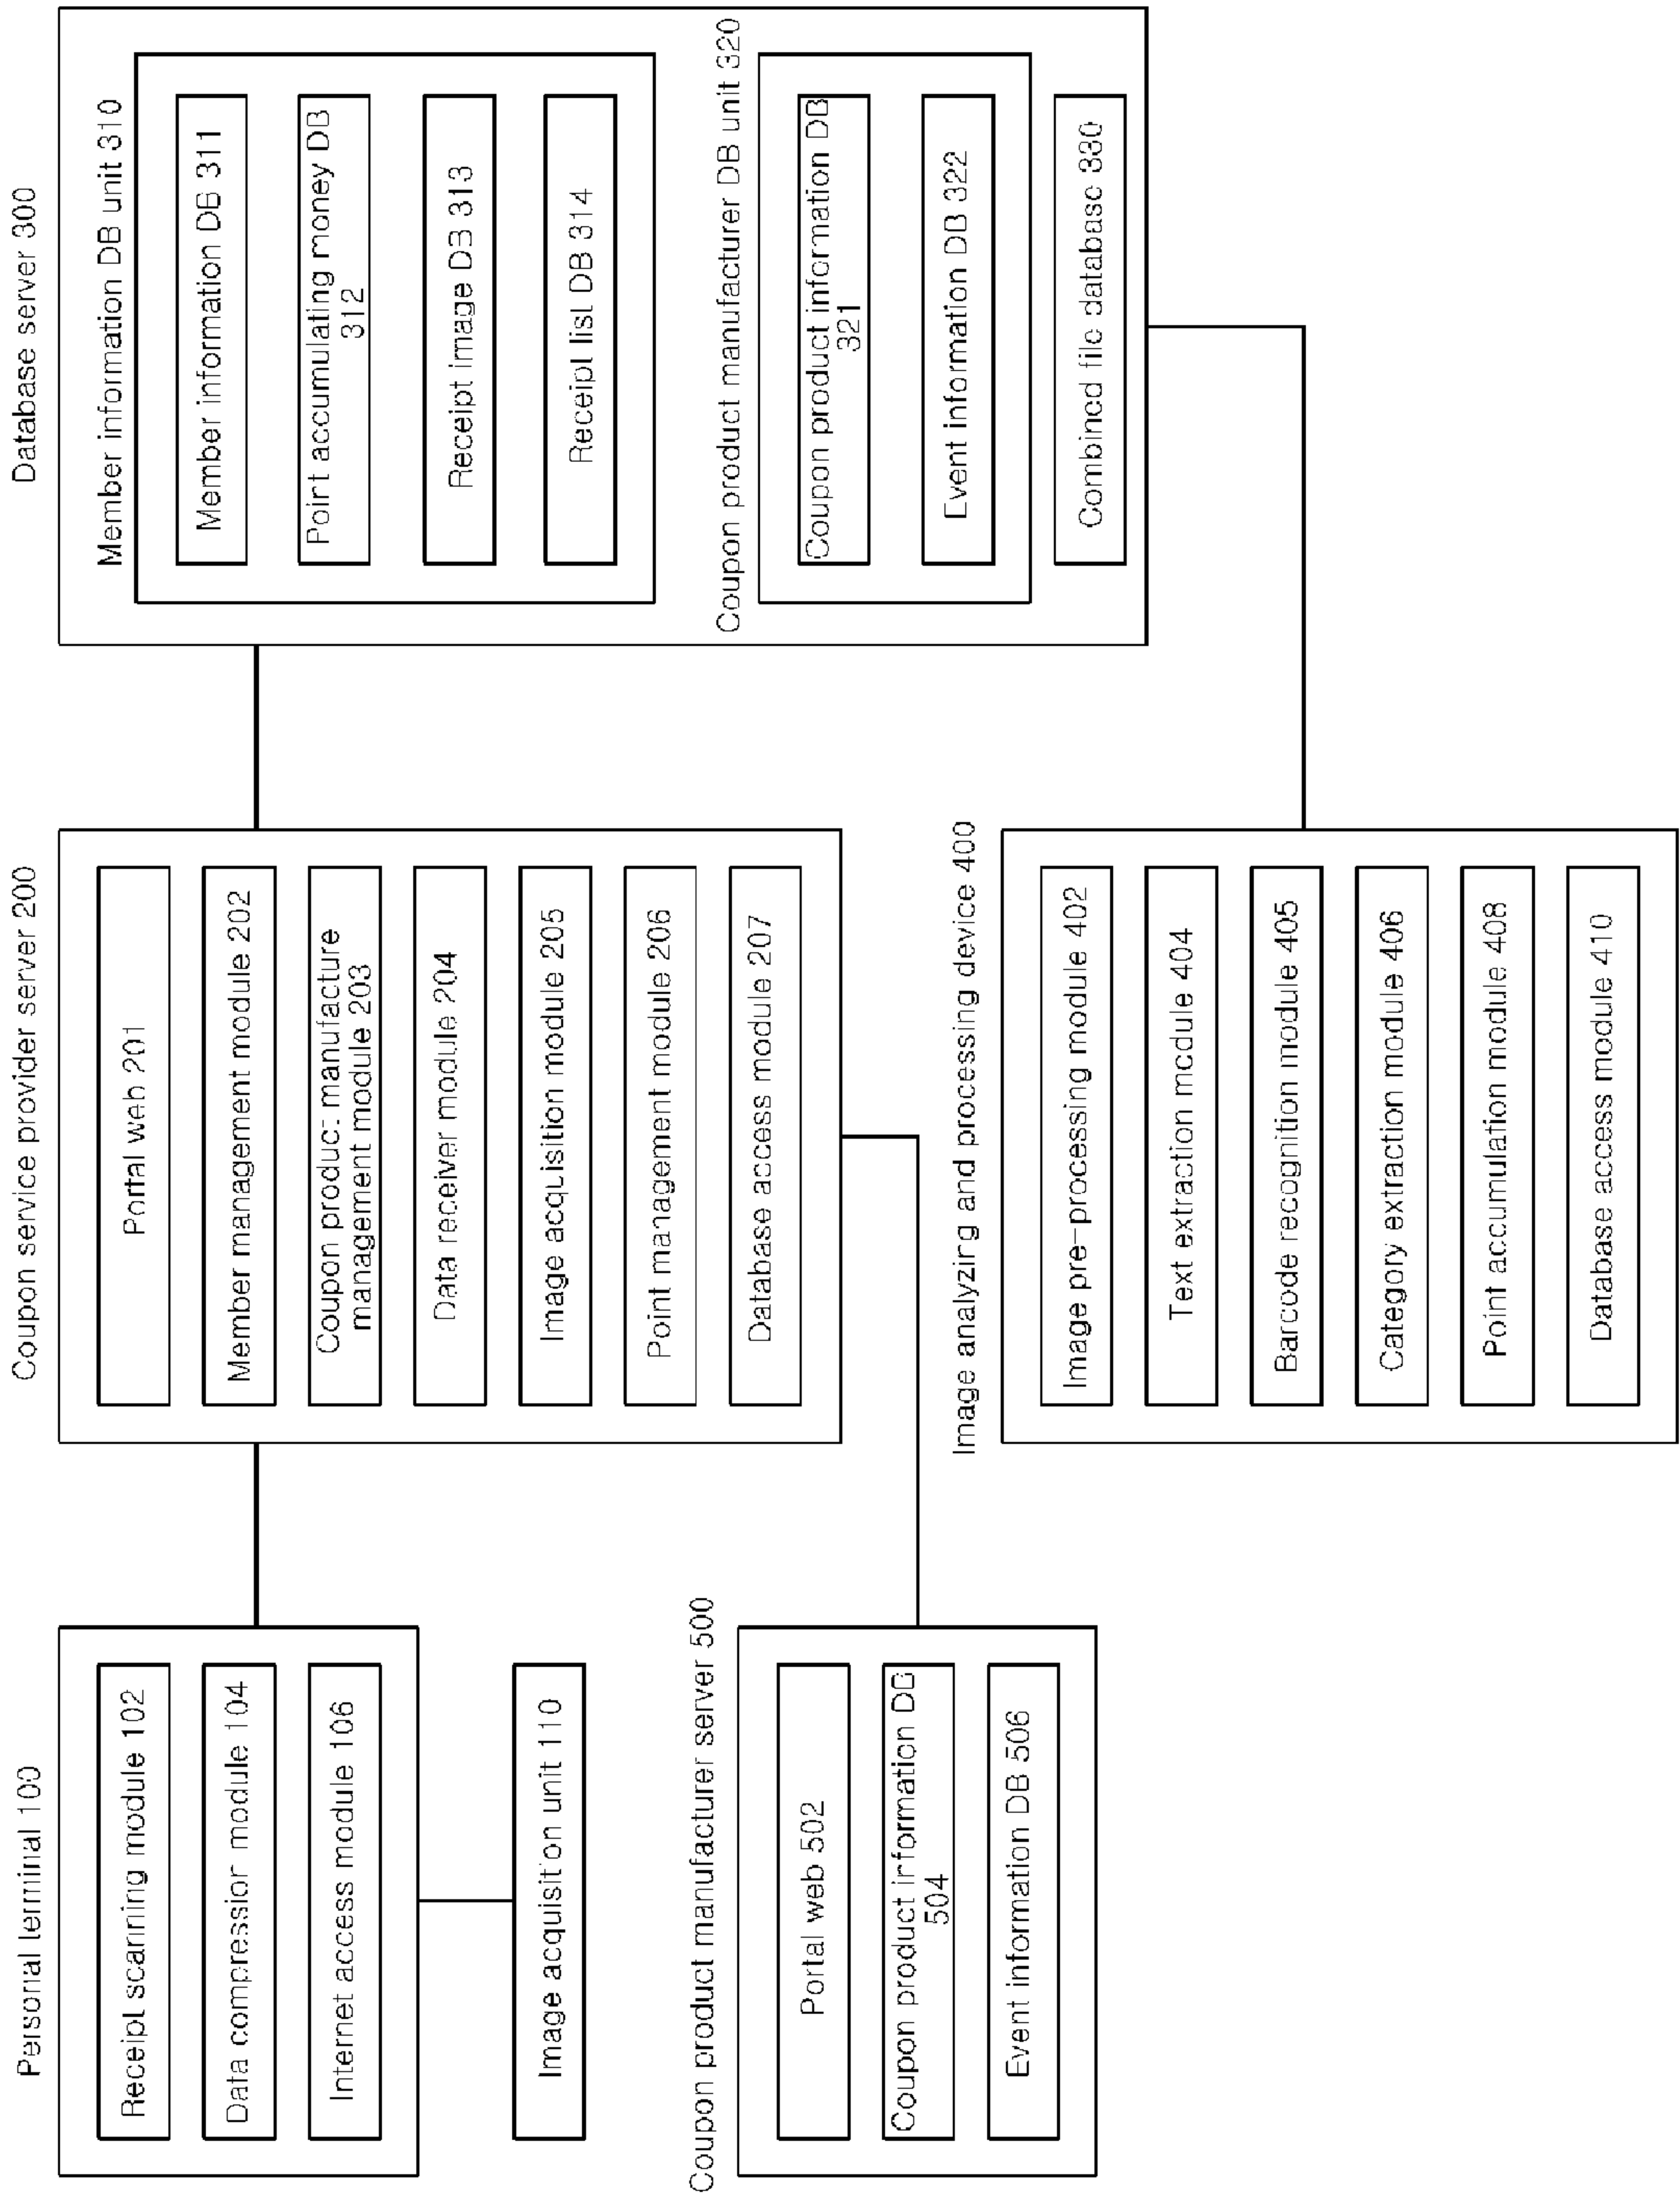 Personal terminal 100
Receipt scanning module 102
Data compression module 104
Internet access module 106
Image acquisition unit 110
Coupon product manufacturer server 500
Portal web 502
Coupon product information DB
504
Event information DB 506
Coupon service provider server 200
Portal web 201
Member management module 202
Coupon product manufacture
management module 203
Data receiver module 204
Image acquisition module 205
Point management module 206
Database access module 207
Image analyzing and processing device 400
Image pre-processing module 402
Text extraction module 404
Barcode recognition module 405
Category extraction module 406
Point accumulation module 408
Database access module 410
Database server 300
Member information DB unit 310
Member information DB 311
Point accumulating money DB
312
Receipt image DB 313
Receipt list DB 314
Coupon product manufacturer DB unit 320
Coupon product information DB
321
Event information DB 322
Combined file database 330